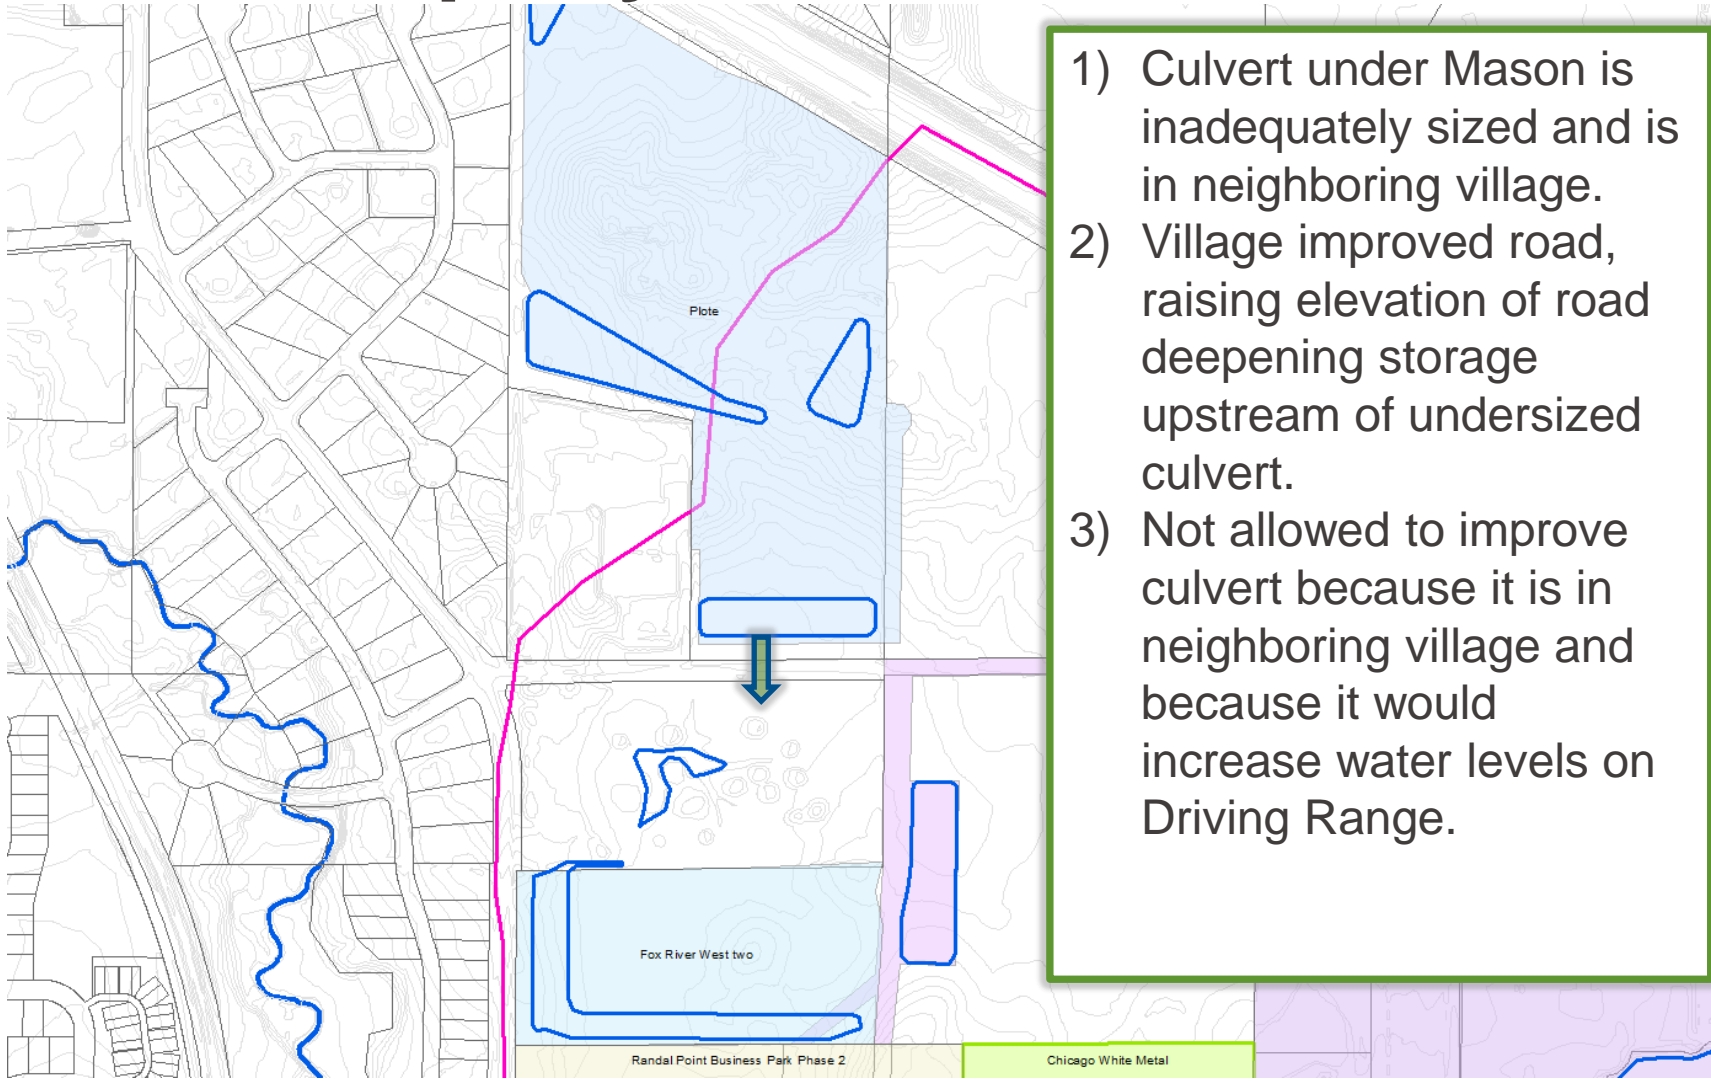 1) Culvert under Mason is
inadequately sized and is
in neighboring village.
2) Village improved road,
raising elevation of road
deepening storage
upstream of undersized
culvert.
3) Not allowed to improve
culvert because it is in
neighboring village and
because it would
increase water levels on
Driving Range.
Plote
Fox River West two
Randal Point Business Park Phase 2
Chicago White Metal